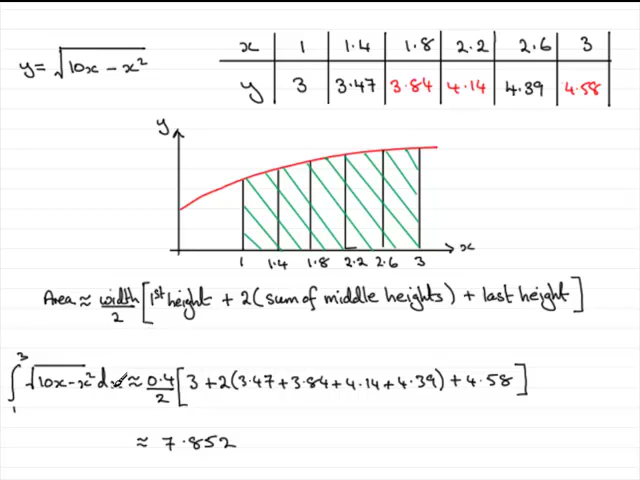 y = √10x − x²
x 1 1.4 1.8 2.2 2.6 3
y 3 3.47 3.84 4.14 4.39 4.58
y
x
1 1.4 1.8 2.2 2.6 3
Area ≈ width/2 [1st height + 2(sum of middle heights) + last height]
∫₁³ √10x−x² dx ≈ 0.4/2 [3 + 2(3.47+3.84+4.14+4.39) + 4.58]
≈ 7.852